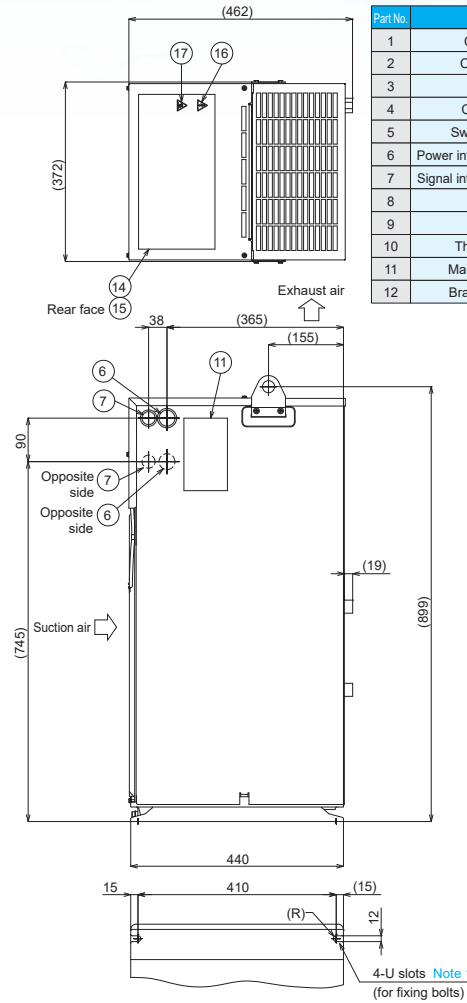 (462)
17
16
(372)
14
Rear face 15
Exhaust air
38
(365)
(155)
6
11
7
90
Opposite side 7
Opposite side 6
(19)
Suction air
(745)
(899)
440
15
410
(15)
(R)
12
4-U slots Note
(for fixing bolts)
Part No.
1
2
3
4
5 Sw
6 Power in
7 Signal in
8
9
10 Th
11 Ma
12 Bra